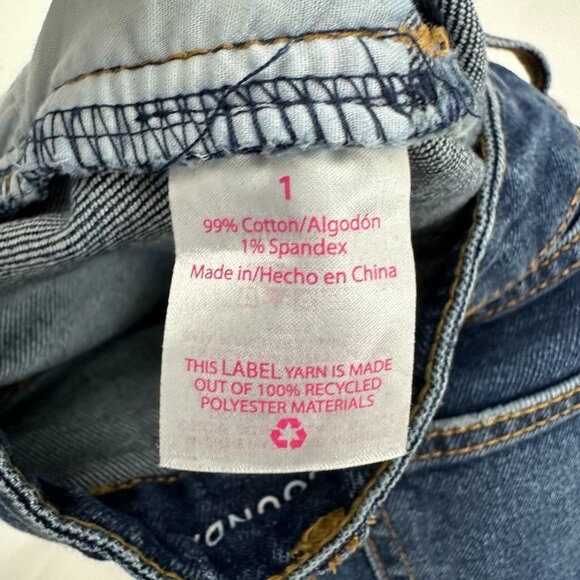 1
99% Cotton/Algodón
1% Spandex
Made in/Hecho en China
THIS LABEL YARN IS MADE
OUT OF 100% RECYCLED
POLYESTER MATERIALS